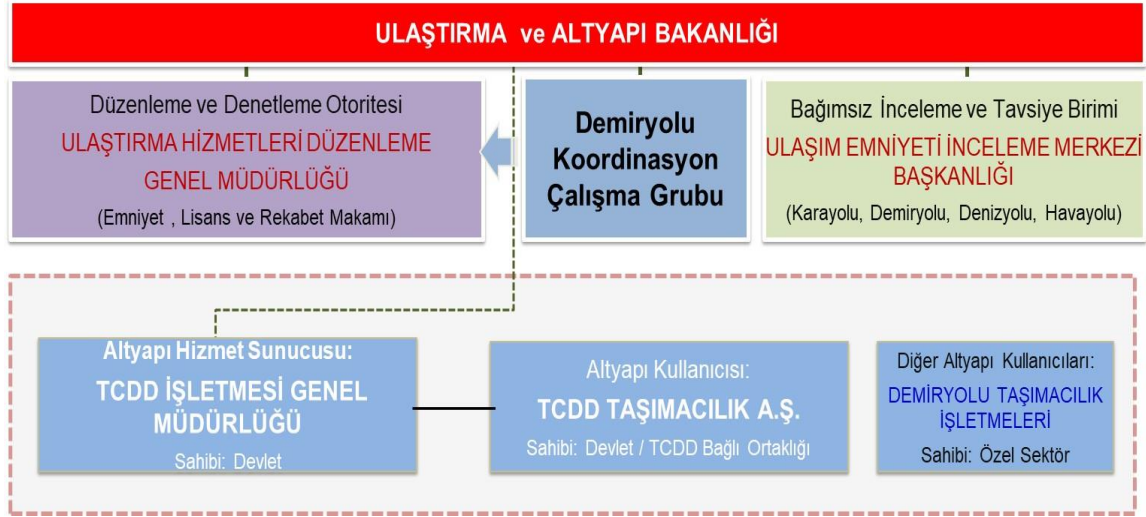 ULAŞTIRMA ve ALTYAPI BAKANLIĞI
Düzenleme ve Denetleme Otoritesi
ULAŞTIRMA HİZMETLERİ DÜZENLEME
GENEL MÜDÜRLÜĞÜ
(Emniyet , Lisans ve Rekabet Makamı)
Demiryolu
Koordinasyon
Çalışma Grubu
Bağımsız İnceleme ve Tavsiye Birimi
ULAŞIM EMNİYETİ İNCELEME MERKEZİ
BAŞKANLIĞI
(Karayolu, Demiryolu, Denizyolu, Havayolu)
Altyapı Hizmet Sunucusu:
TCDD İŞLETMESİ GENEL
MÜDÜRLÜĞÜ
Sahibi: Devlet
Altyapı Kullanıcısı:
TCDD TAŞIMACILIK A.Ş.
Sahibi: Devlet / TCDD Bağlı Ortaklığı
Diğer Altyapı Kullanıcıları:
DEMİRYOLU TAŞIMACILIK
İŞLETMELERİ
Sahibi: Özel Sektör